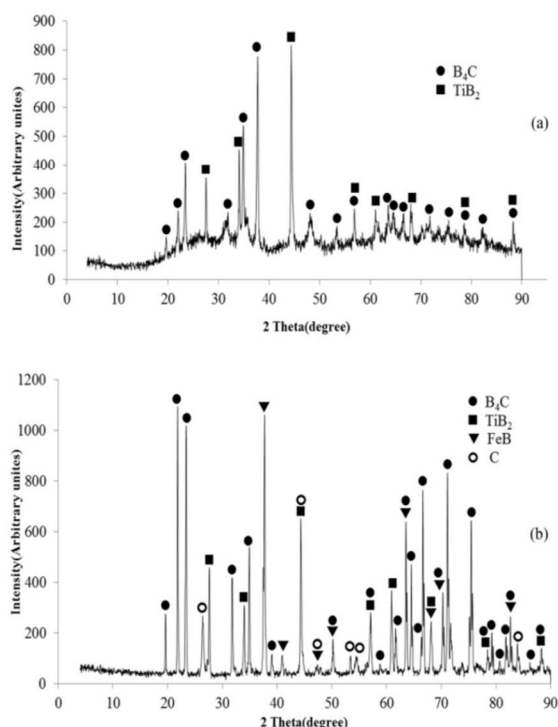 900
800
700
600
500
400
300
200
100
0
Intensity(Arbitrary unites)
B₄C
TiB₂
(a)
0 10 20 30 40 50 60 70 80 90
2 Theta(degree)
1200
1000
800
600
400
200
0
Intensity(Arbitrary unites)
B₄C
TiB₂
FeB
C
(b)
0 10 20 30 40 50 60 70 80 90
2 Theta(degree)